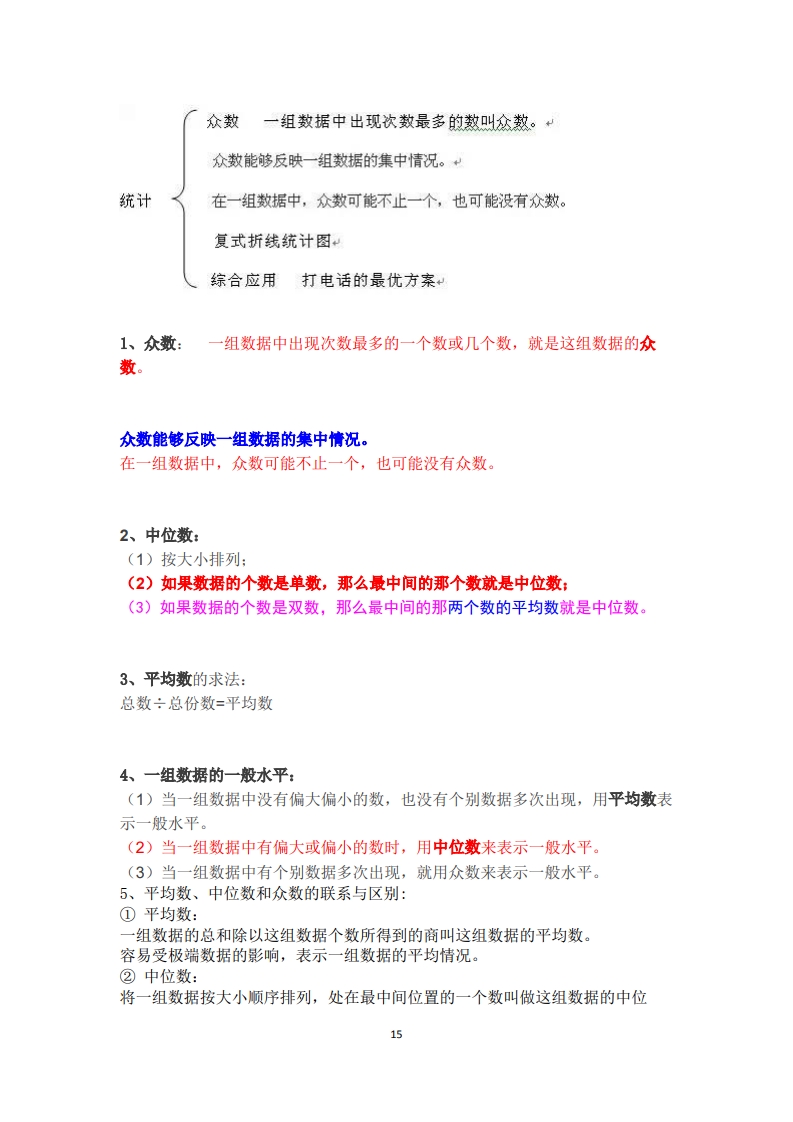 众数 一组数据中出现次数最多的数叫众数。
众数能够反映一组数据的集中情况。
统计
在一组数据中，众数可能不止一个，也可能没有众数。
复式折线统计图
综合应用 打电话的最优方案
1、众数： 一组数据中出现次数最多的一个数或几个数，就是这组数据的众
数。
众数能够反映一组数据的集中情况。
在一组数据中，众数可能不止一个，也可能没有众数。
2、中位数：
（1）按大小排列；
（2）如果数据的个数是单数，那么最中间的那个数就是中位数；
（3）如果数据的个数是双数，那么最中间的那两个数的平均数就是中位数。
3、平均数的求法：
总数÷总份数=平均数
4、一组数据的一般水平：
（1）当一组数据中没有偏大偏小的数，也没有个别数据多次出现，用平均数表
示一般水平。
（2）当一组数据中有偏大或偏小的数时，用中位数来表示一般水平。
（3）当一组数据中有个别数据多次出现，就用众数来表示一般水平。
5、平均数、中位数和众数的联系与区别:
① 平均数：
一组数据的总和除以这组数据个数所得到的商叫这组数据的平均数。
容易受极端数据的影响，表示一组数据的平均情况。
② 中位数：
将一组数据按大小顺序排列，处在最中间位置的一个数叫做这组数据的中位
15